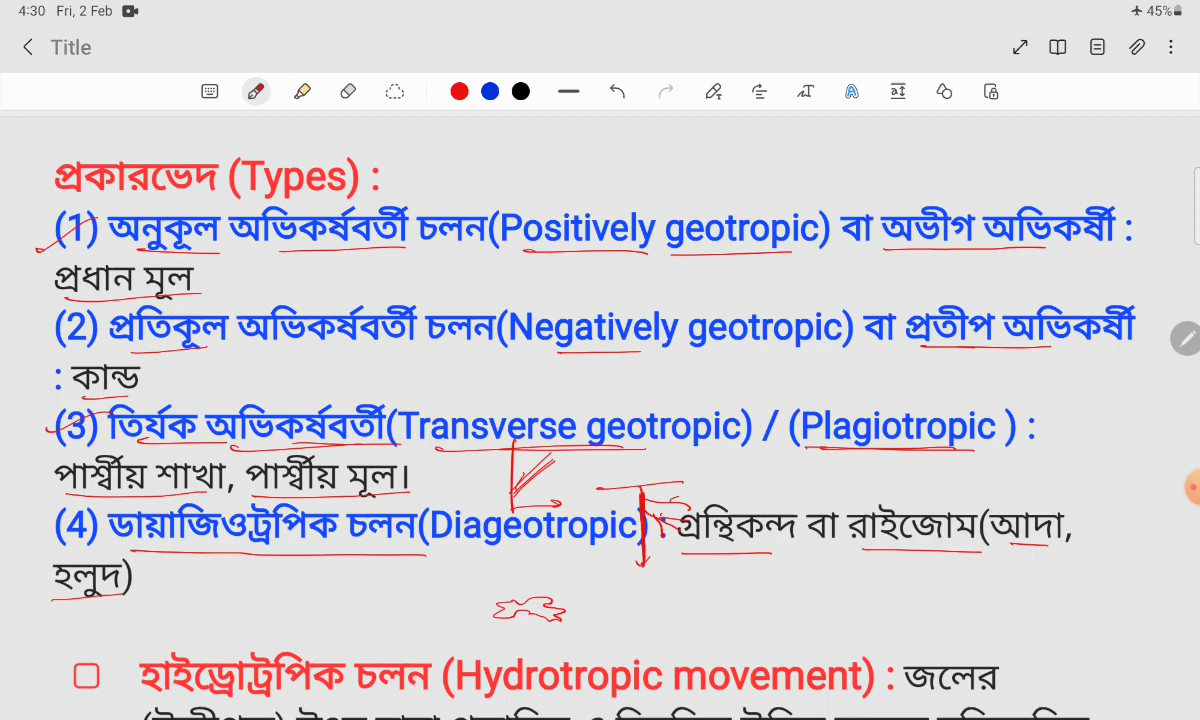 4:30 Fri, 2 Feb 45%
Title
প্রকারভেদ (Types) :
(1) অনুকূল অভিকর্ষবর্তী চলন(Positively geotropic) বা অভীগ অভিকর্ষী :
প্রধান মূল
(2) প্রতিকূল অভিকর্ষবর্তী চলন(Negatively geotropic) বা প্রতীপ অভিকর্ষী
: কান্ড
(3) তির্যক অভিকর্ষবর্তী(Transverse geotropic) / (Plagiotropic ) :
পার্শ্বীয় শাখা, পার্শ্বীয় মূল।
(4) ডায়াজিওট্রপিক চলন(Diageotropic) : গ্রন্থিকন্দ বা রাইজোম(আদা,
হলুদ)
হাইড্রোট্রপিক চলন (Hydrotropic movement) : জলের